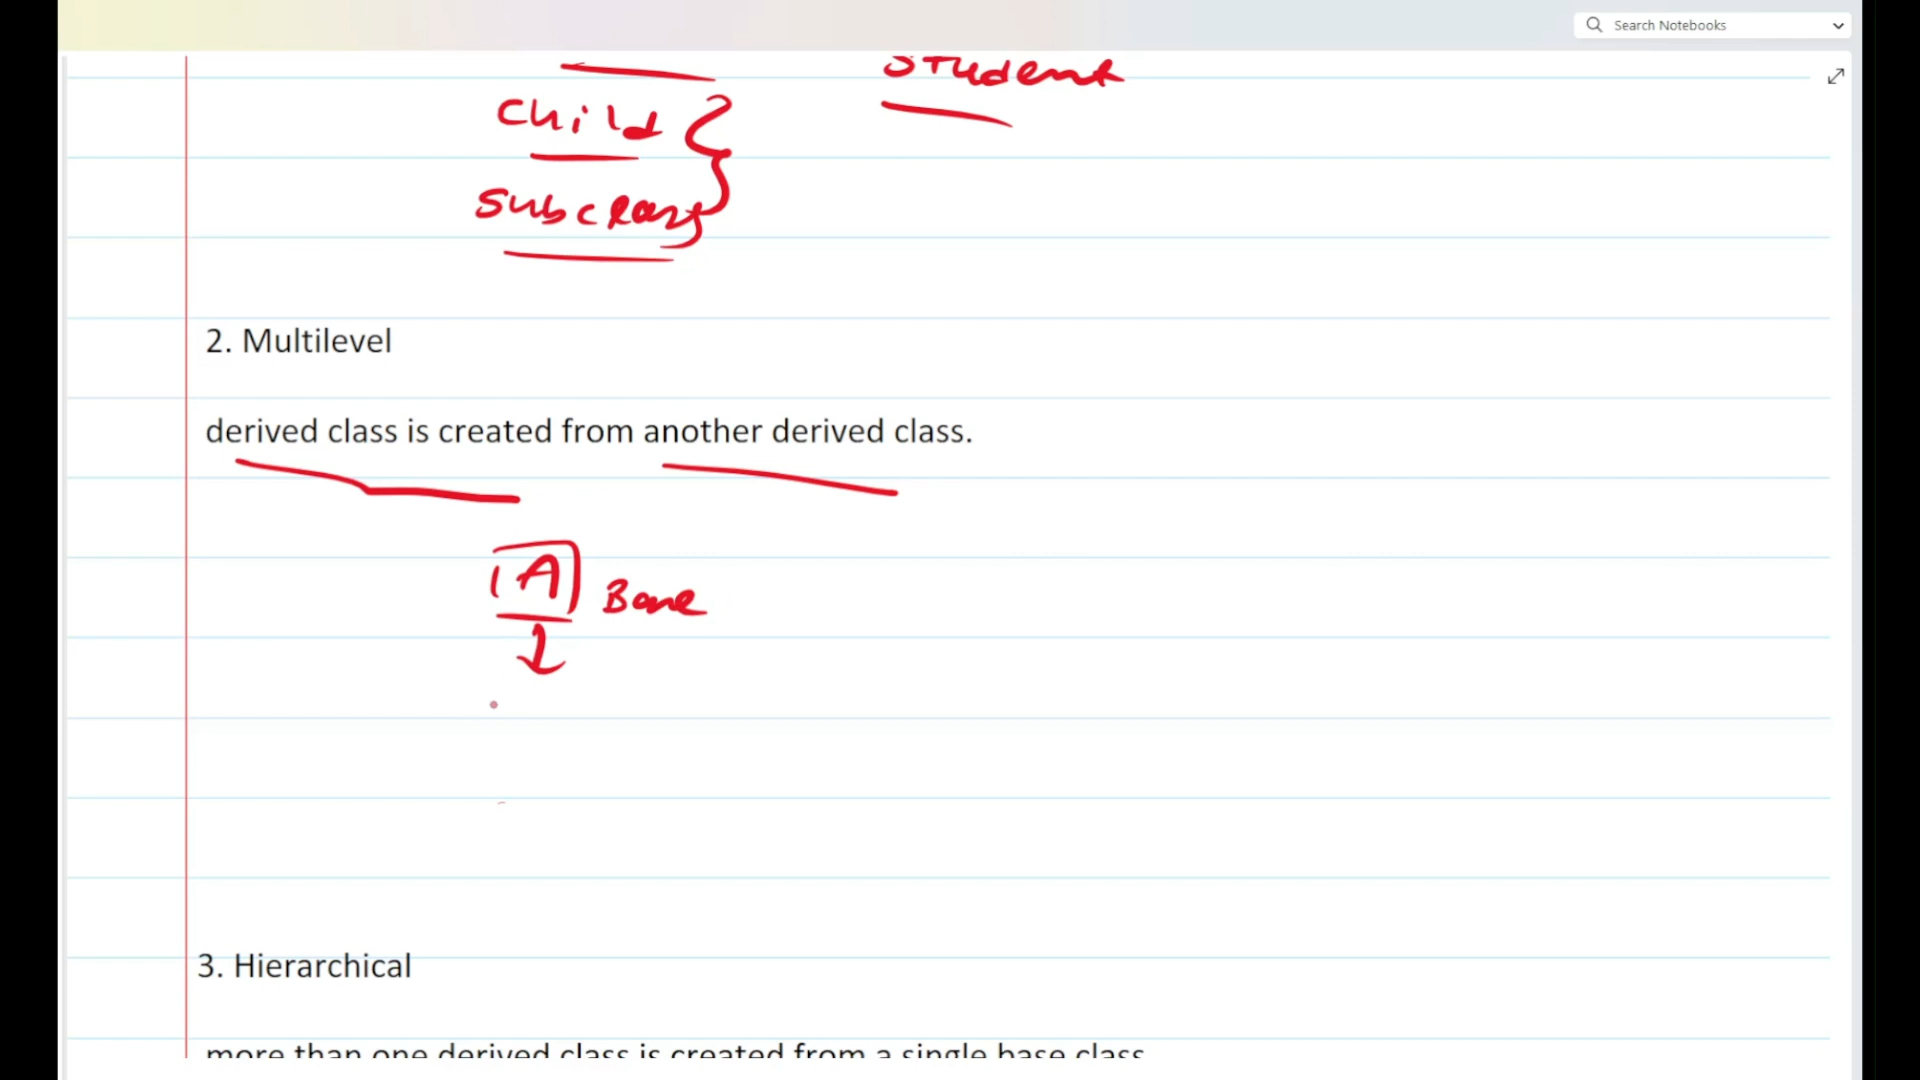 Search Notebooks
Student
Child
Subclass
2. Multilevel
derived class is created from another derived class.
A
Base
3. Hierarchical
more than one derived class is created from a single base class